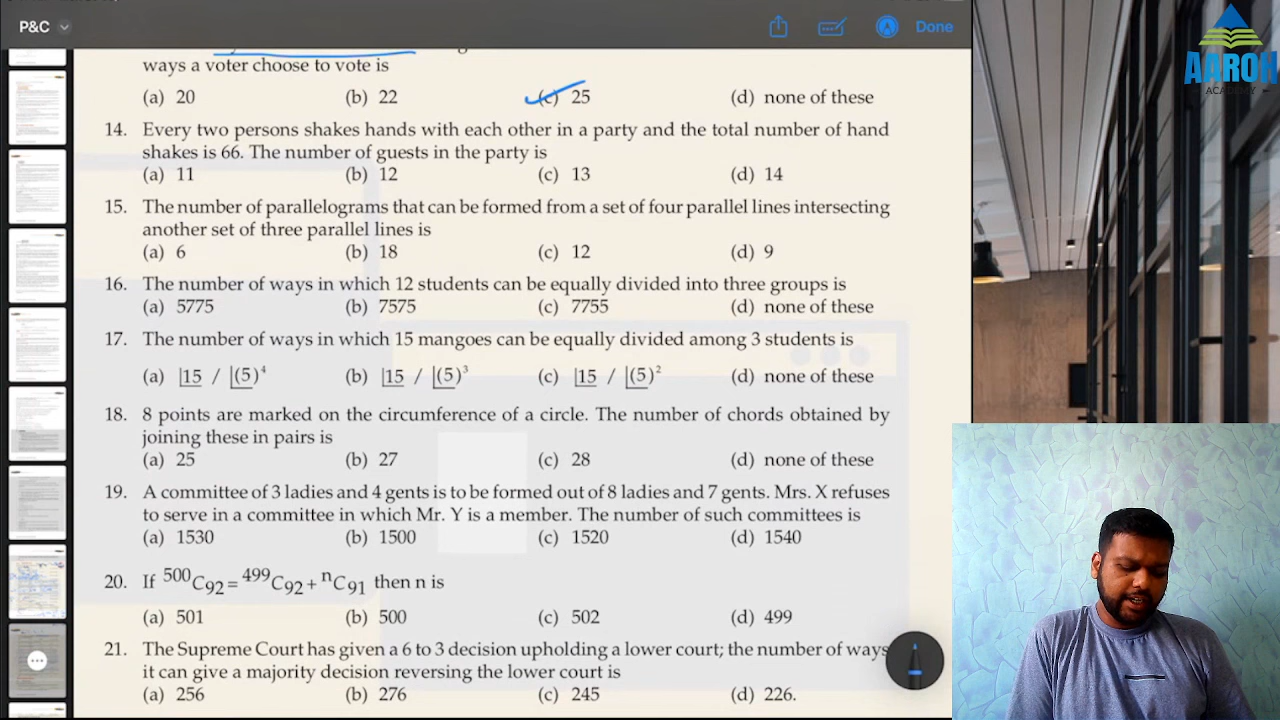 P&C
Done
AAROH
ACADEMY
ways a voter choose to vote is
(a) 20 (b) 22 (c) 25 (d) none of these
14. Every two persons shakes hands with each other in a party and the total number of hand
shakes is 66. The number of guests in the party is
(a) 11 (b) 12 (c) 13 (d) 14
15. The number of parallelograms that can be formed from a set of four parallel lines intersecting
another set of three parallel lines is
(a) 6 (b) 18 (c) 12 (d) 9
16. The number of ways in which 12 students can be equally divided into three groups is
(a) 5775 (b) 7575 (c) 7755 (d) none of these
17. The number of ways in which 15 mangoes can be equally divided among 3 students is
(a) |15 / |(5)⁴ (b) |15 / |(5)³ (c) |15 / |(5)² (d) none of these
18. 8 points are marked on the circumference of a circle. The number of chords obtained by
joining these in pairs is
(a) 25 (b) 27 (c) 28 (d) none of these
19. A committee of 3 ladies and 4 gents is to be formed out of 8 ladies and 7 gents. Mrs. X refuses
to serve in a committee in which Mr. Y is a member. The number of such committees is
(a) 1530 (b) 1500 (c) 1520 (d) 1540
20. If ⁵⁰⁰C₉₂ = ⁴⁹⁹C₉₂ + ⁿC₉₁ then n is
(a) 501 (b) 500 (c) 502 (d) 499
21. The Supreme Court has given a 6 to 3 decision upholding a lower court; the number of ways
it can give a majority decision reversing the lower court is
(a) 256 (b) 276 (c) 245 (d) 226.